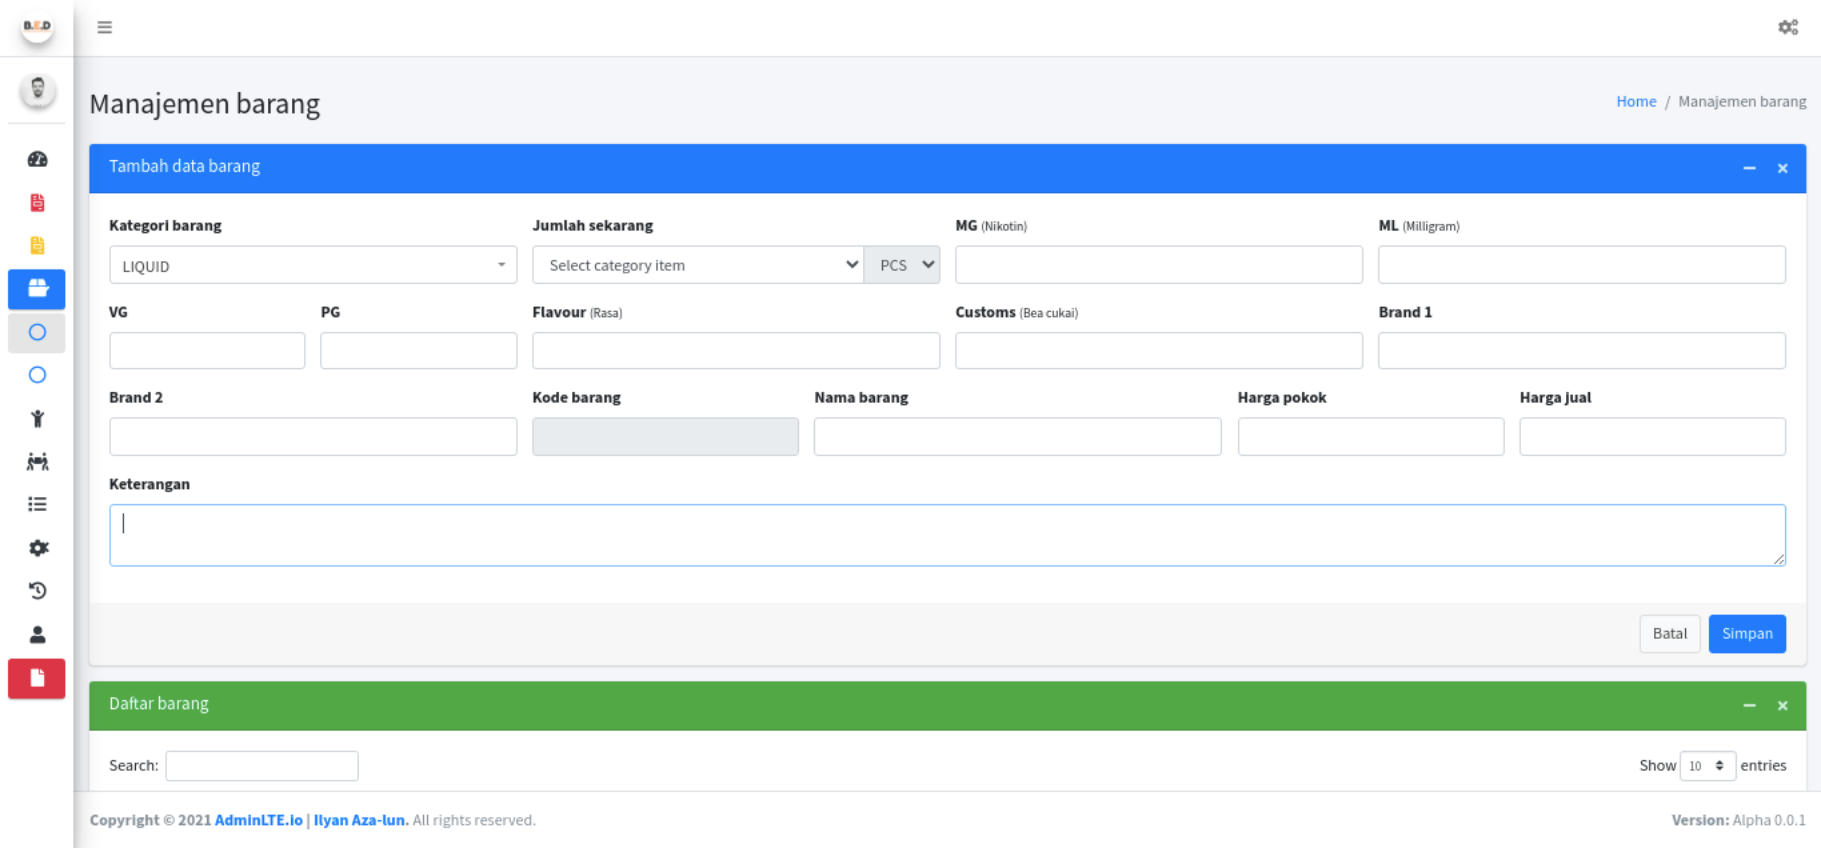 B.E.D
Manajemen barang
Home / Manajemen barang
Tambah data barang
Kategori barang
Jumlah sekarang
MG (Nikotin)
ML (Milligram)
LIQUID
Select category item
PCS
VG
PG
Flavour (Rasa)
Customs (Bea cukai)
Brand 1
Brand 2
Kode barang
Nama barang
Harga pokok
Harga jual
Keterangan
Batal
Simpan
Daftar barang
Search:
Show 10 entries
Copyright © 2021 AdminLTE.io | Ilyan Aza-lun. All rights reserved.
Version: Alpha 0.0.1